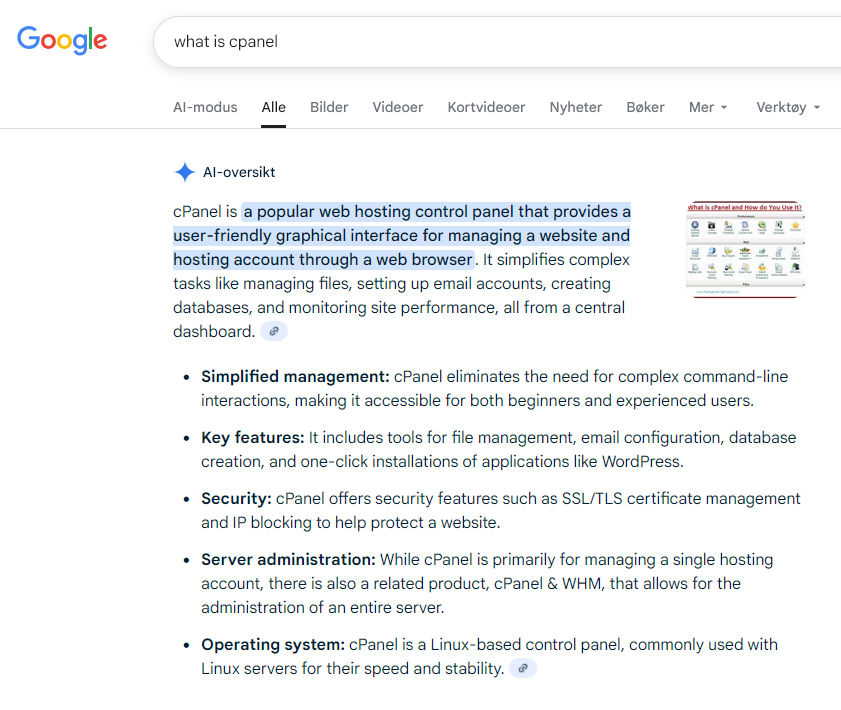 Google
what is cpanel
AI-modus Alle Bilder Videoer Kortvideoer Nyheter Bøker Mer Verktøy
AI-oversikt
cPanel is a popular web hosting control panel that provides a
user-friendly graphical interface for managing a website and
hosting account through a web browser. It simplifies complex
tasks like managing files, setting up email accounts, creating
databases, and monitoring site performance, all from a central
dashboard.
What is cPanel and How do You Use It?
• Simplified management: cPanel eliminates the need for complex command-line
interactions, making it accessible for both beginners and experienced users.
• Key features: It includes tools for file management, email configuration, database
creation, and one-click installations of applications like WordPress.
• Security: cPanel offers security features such as SSL/TLS certificate management
and IP blocking to help protect a website.
• Server administration: While cPanel is primarily for managing a single hosting
account, there is also a related product, cPanel & WHM, that allows for the
administration of an entire server.
• Operating system: cPanel is a Linux-based control panel, commonly used with
Linux servers for their speed and stability.